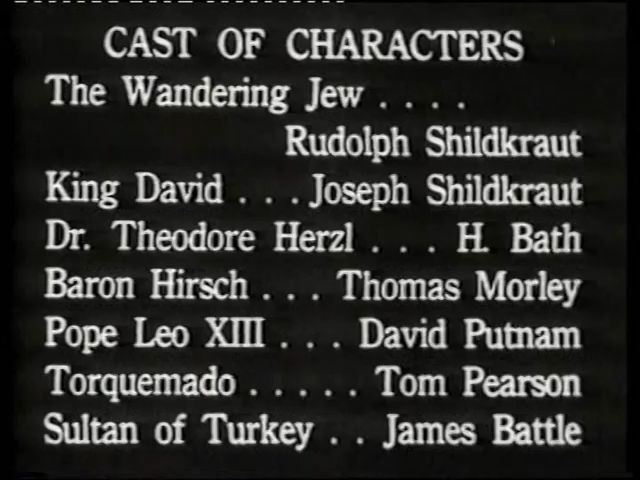 CAST OF CHARACTERS
The Wandering Jew . . . .
Rudolph Shildkraut
King David . . . Joseph Shildkraut
Dr. Theodore Herzl . . . H. Bath
Baron Hirsch . . . Thomas Morley
Pope Leo XIII . . . David Putnam
Torquemado . . . . . Tom Pearson
Sultan of Turkey . . James Battle